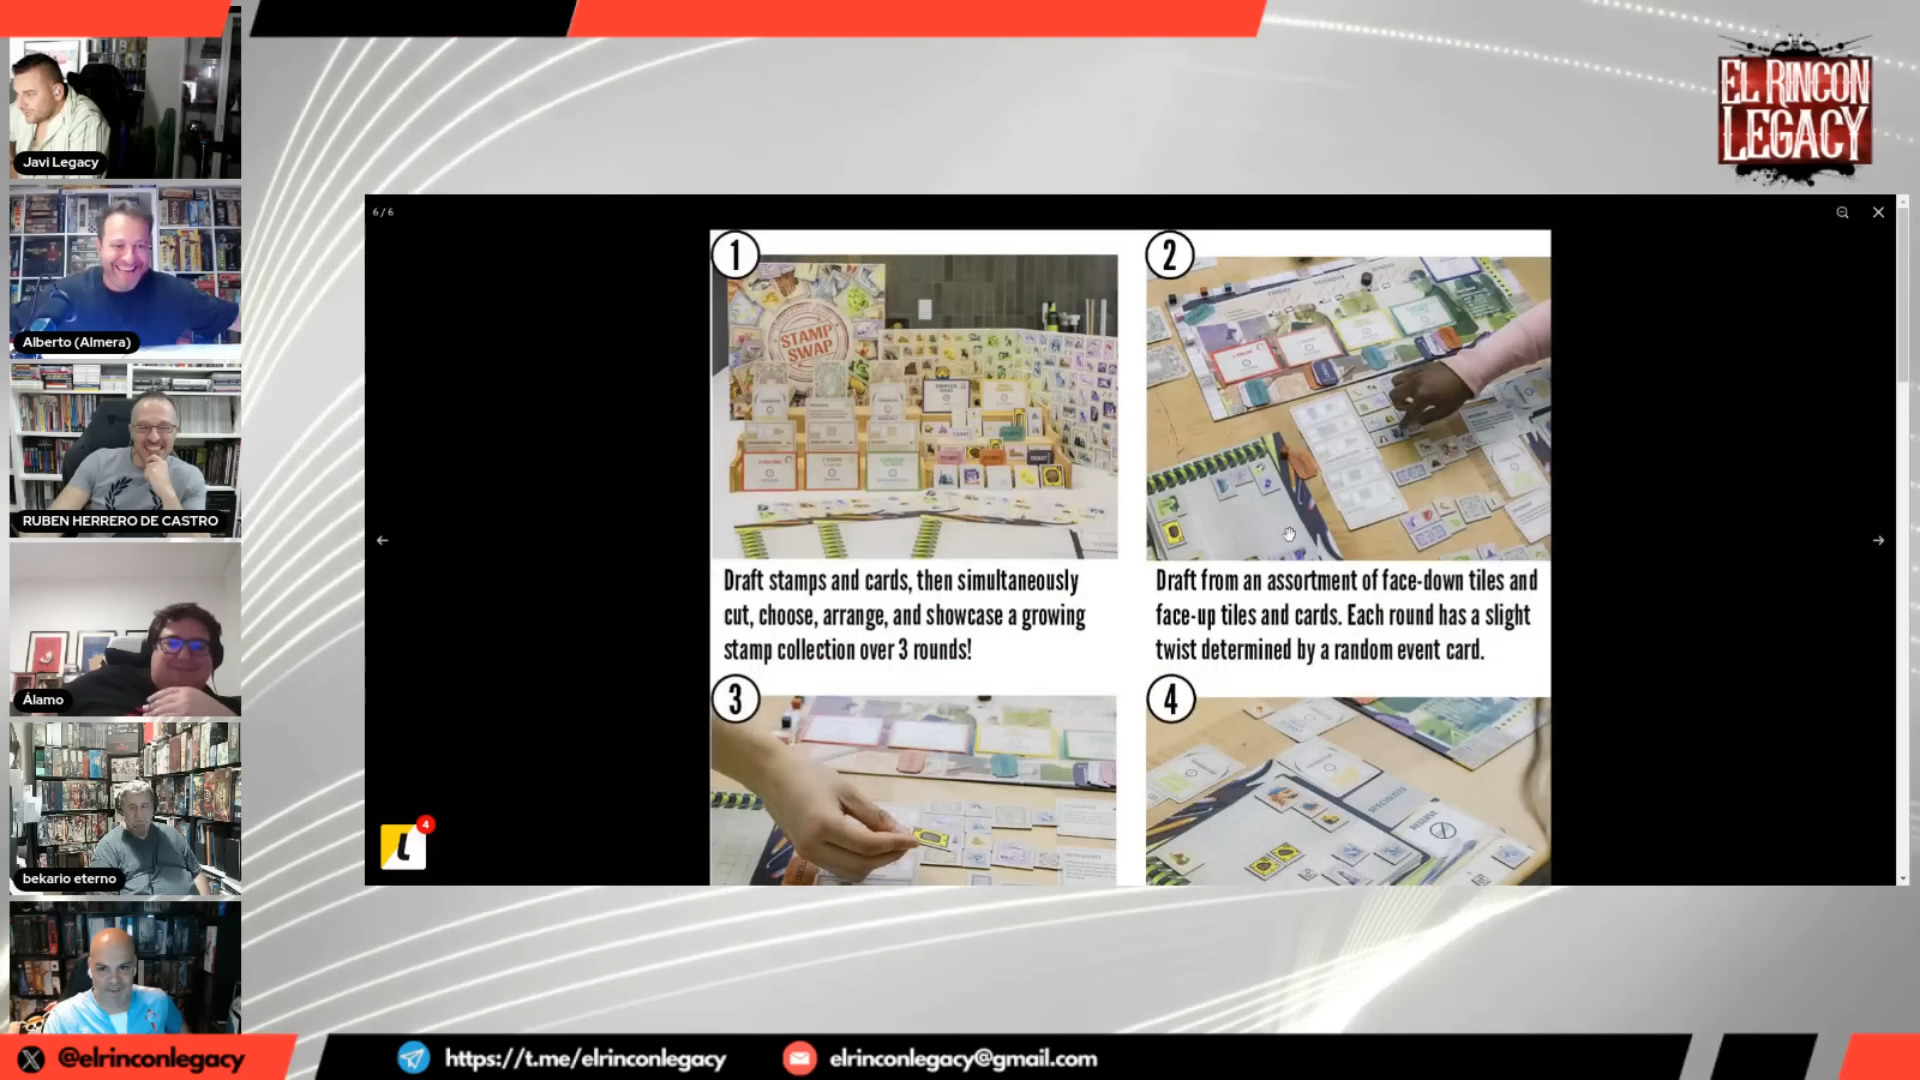 EL RINCON
LEGACY
Javi Legacy
Alberto (Almera)
RUBEN HERRERO DE CASTRO
Álamo
bekario eterno
6 / 6
1
STAMP
SWAP
Draft stamps and cards, then simultaneously
cut, choose, arrange, and showcase a growing
stamp collection over 3 rounds!
2
Draft from an assortment of face-down tiles and
face-up tiles and cards. Each round has a slight
twist determined by a random event card.
3
4
L
4
@elrinconlegacy
https://t.me/elrinconlegacy
elrinconlegacy@gmail.com